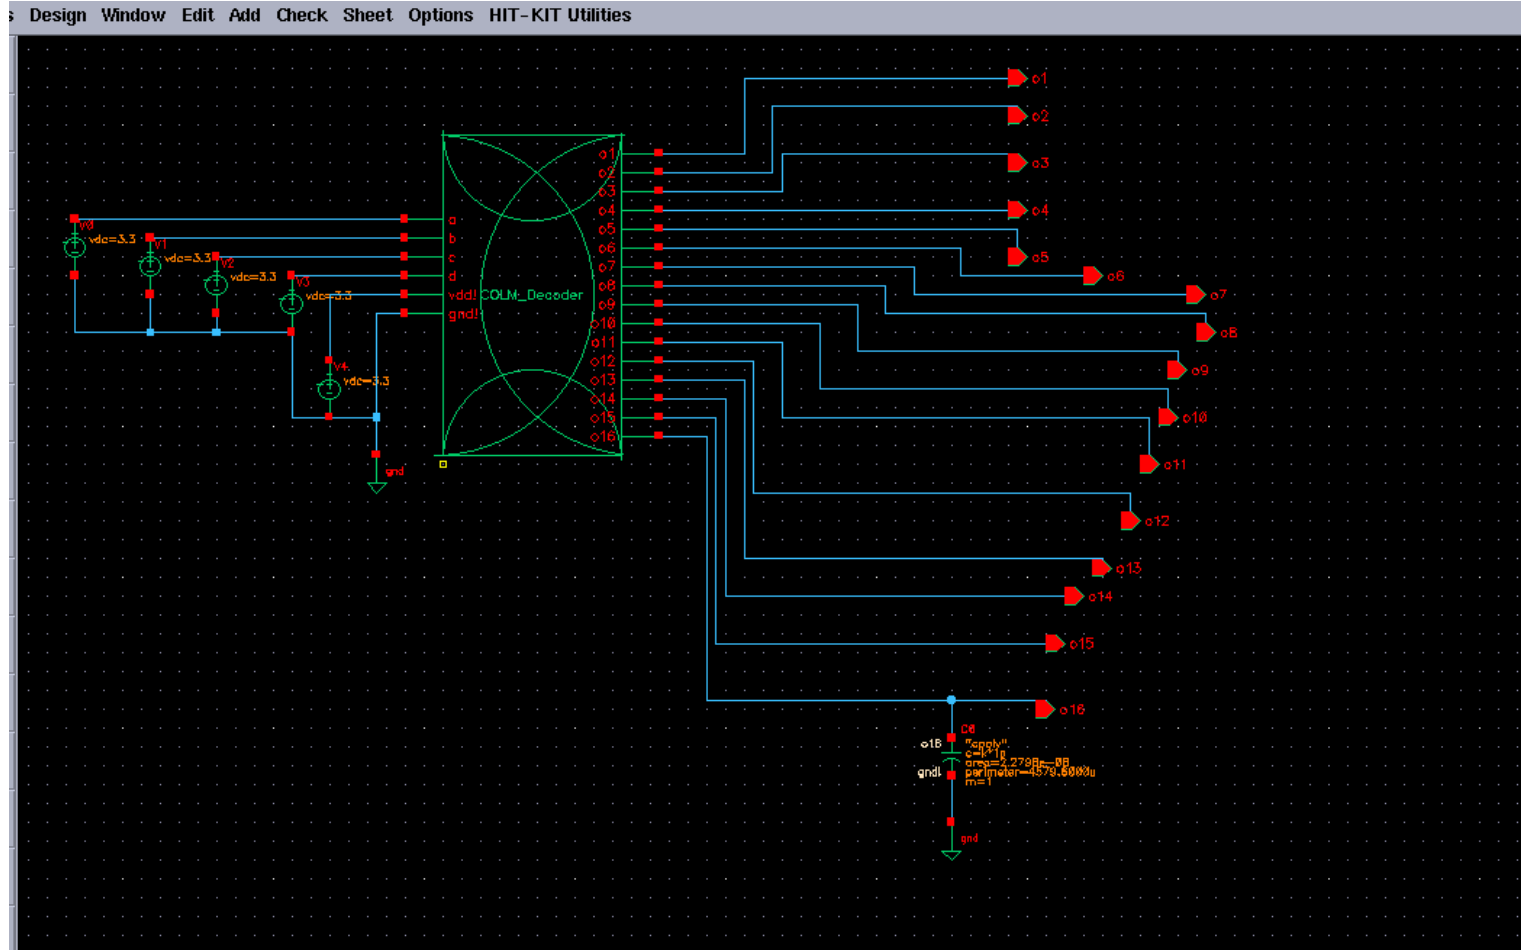 Design Window Edit Add Check Sheet Options HIT-KIT Utilities
o1
o2
o3
o4
o5
o6
o7
o8
o9
o10
o11
o12
o13
o14
o15
o16
V0
vdc=3.3
V1
vdc=3.3
V2
vdc=3.3
V3
vdc=3.3
V4
vdc=3.3
gnd
a
b
c
d
vdd!
gnd!
COLM_Decoder
o1
o2
o3
o4
o5
o6
o7
o8
o9
o10
o11
o12
o13
o14
o15
o16
C6
o16
"cpoly"
gnd!
m=1
gnd